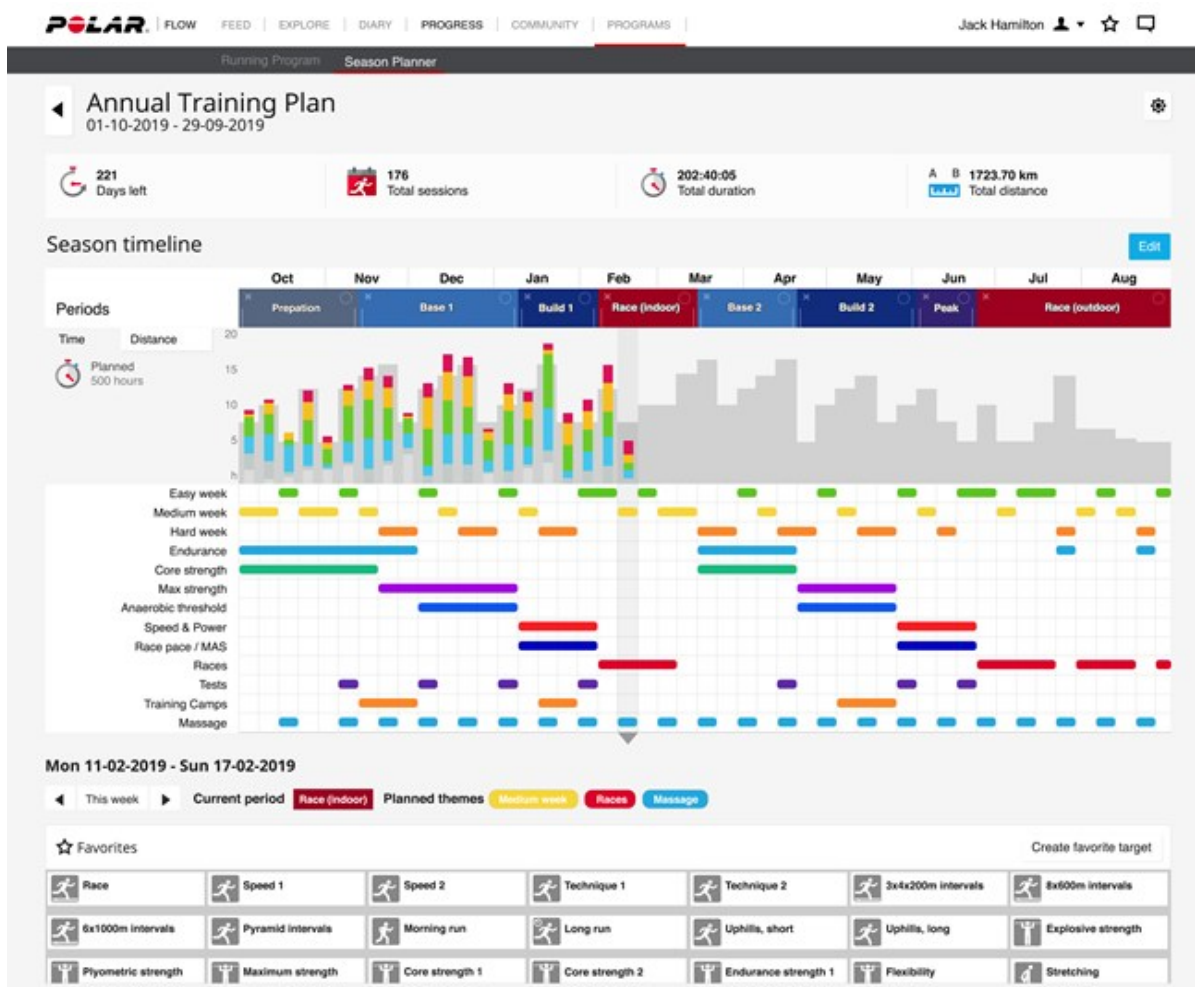 POLAR. | FLOW FEED | EXPLORE | DIARY | PROGRESS | COMMUNITY | PROGRAMS | Jack Hamilton
Running Program Season Planner
Annual Training Plan
01-10-2019 - 29-09-2019
221 176 202:40:05 A B 1723.70 km
Days left Total sessions Total duration Total distance
Season timeline Edit
Oct Nov Dec Jan Feb Mar Apr May Jun Jul Aug
Periods Prepation Base 1 Build 1 Race (indoor) Base 2 Build 2 Peak Race (outdoor)
Time Distance 20
Planned 15
500 hours
10
5
h
Easy week
Medium week
Hard week
Endurance
Core strength
Max strength
Anaerobic threshold
Speed & Power
Race pace / MAS
Races
Tests
Training Camps
Massage
Mon 11-02-2019 - Sun 17-02-2019
This week Current period Race (indoor) Planned themes Medium week Races Massage
Favorites Create favorite target
Race Speed 1 Speed 2 Technique 1 Technique 2 3x4x200m intervals 8x600m intervals
6x1000m intervals Pyramid intervals Morning run Long run Uphills, short Uphills, long Explosive strength
Plyometric strength Maximum strength Core strength 1 Core strength 2 Endurance strength 1 Flexibility Stretching